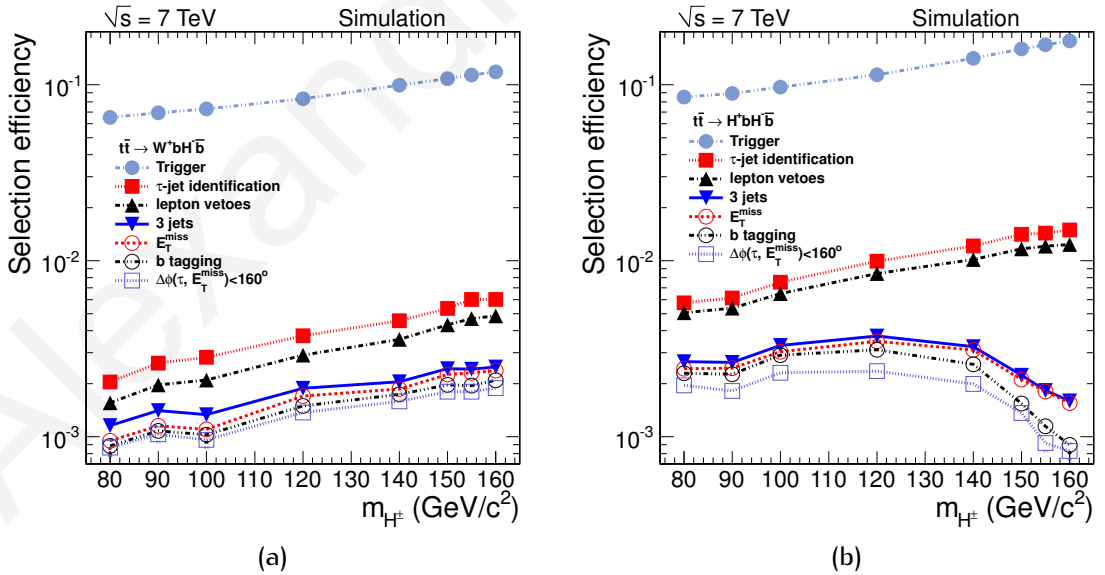 √s = 7 TeV Simulation
Selection efficiency
10⁻¹
10⁻²
10⁻³
tt̄ → W⁺bH⁻b̄
Trigger
τ-jet identification
lepton vetoes
3 jets
E_T^miss
b tagging
Δϕ(τ, E_T^miss)<160°
80 90 100 110 120 130 140 150 160
m_H± (GeV/c²)
(a)
√s = 7 TeV Simulation
Selection efficiency
10⁻¹
10⁻²
10⁻³
tt̄ → H⁺bH⁻b̄
Trigger
τ-jet identification
lepton vetoes
3 jets
E_T^miss
b tagging
Δϕ(τ, E_T^miss)<160°
80 90 100 110 120 130 140 150 160
m_H± (GeV/c²)
(b)